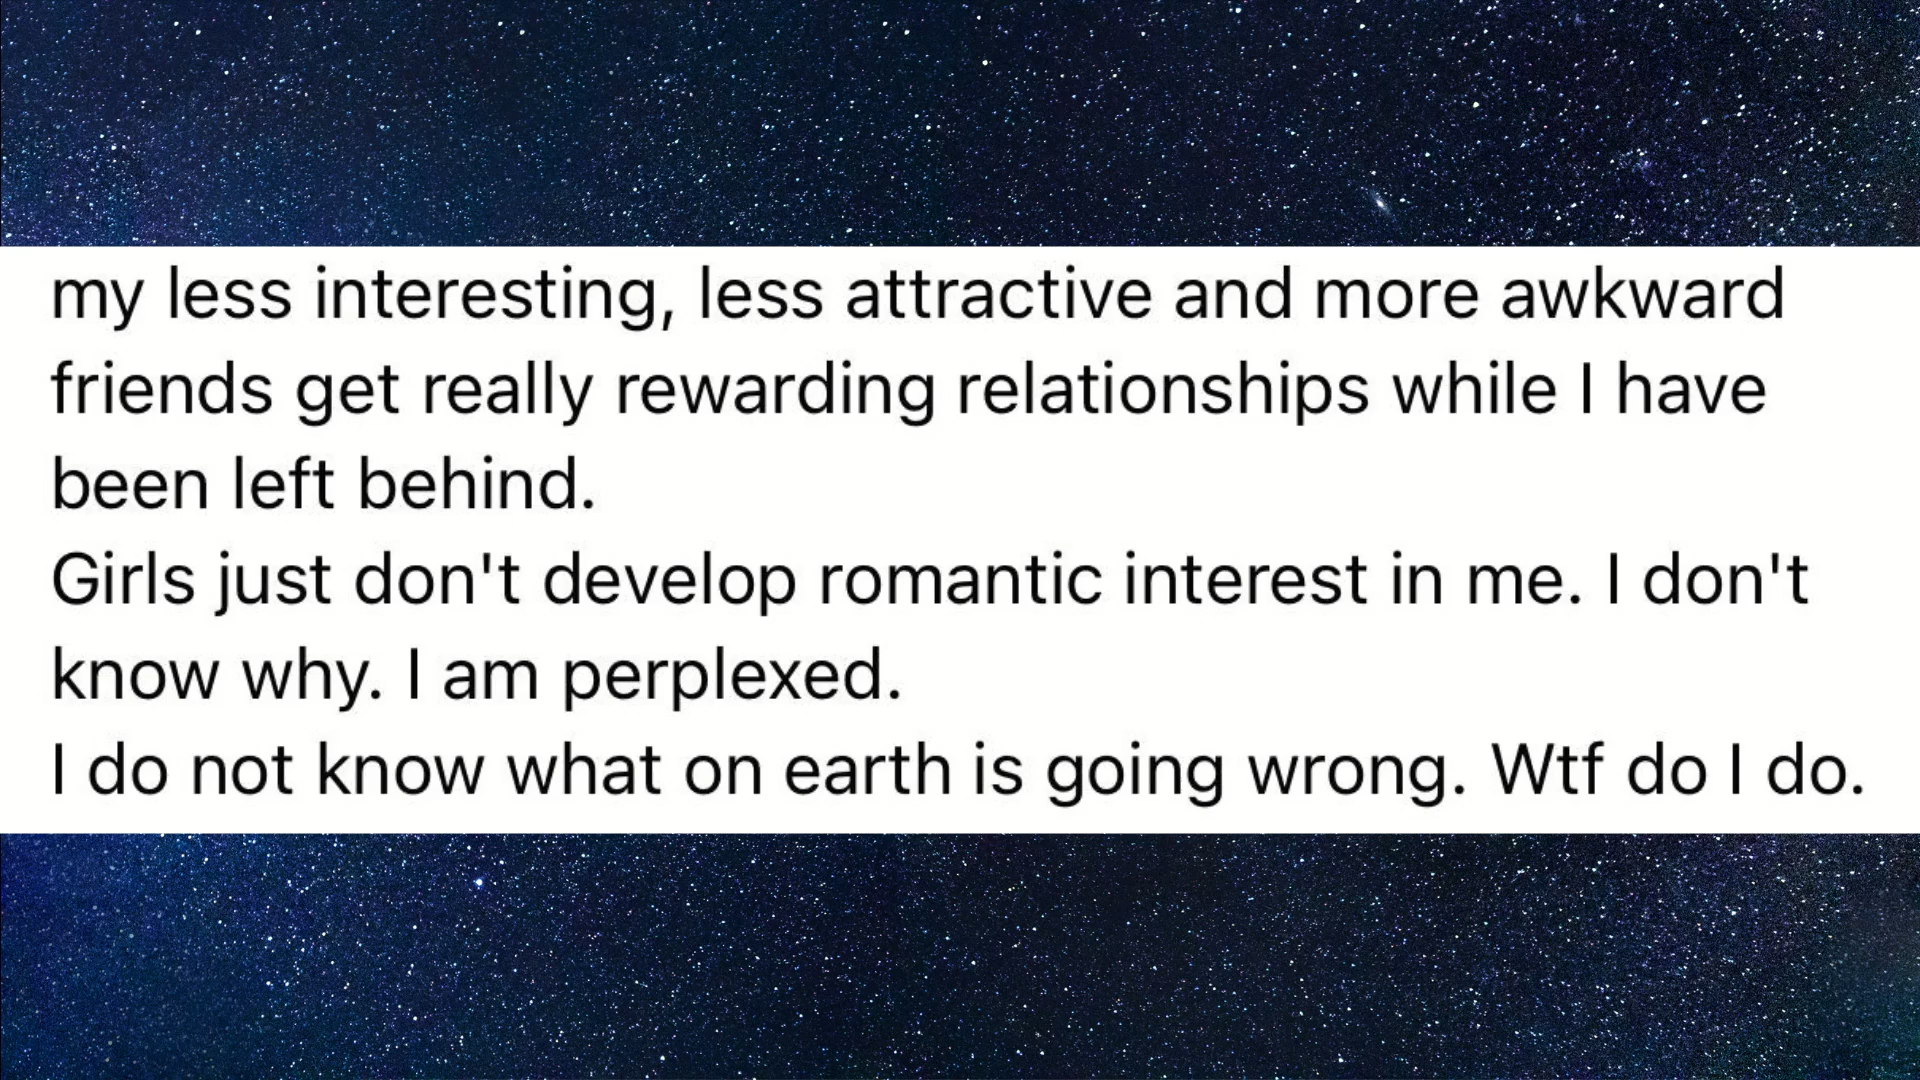 my less interesting, less attractive and more awkward
friends get really rewarding relationships while I have
been left behind.
Girls just don't develop romantic interest in me. I don't
know why. I am perplexed.
I do not know what on earth is going wrong. Wtf do I do.